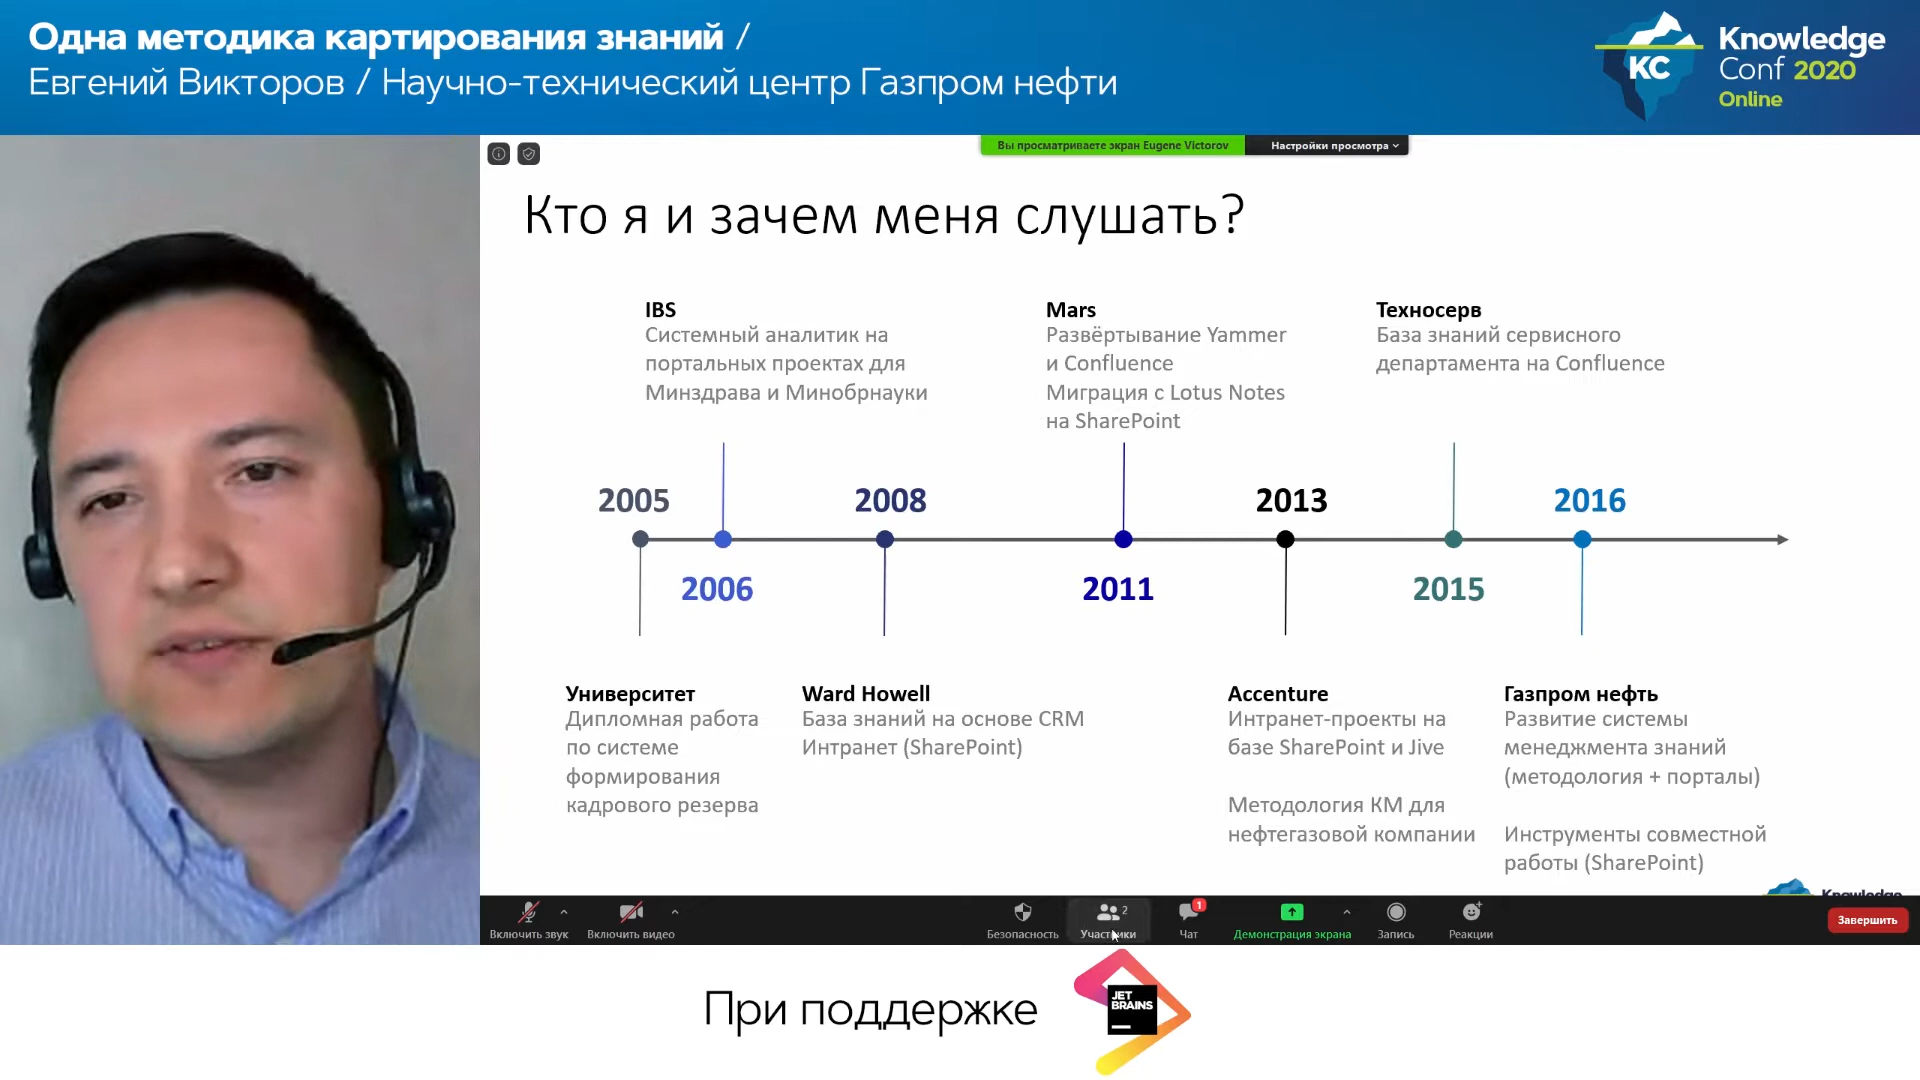 Одна методика картирования знаний /
Евгений Викторов / Научно-технический центр Газпром нефти
KC
Knowledge
Conf 2020
Online
Вы просматриваете экран Eugene Victorov
Настройки просмотра
Кто я и зачем меня слушать?
IBS
Системный аналитик на
портальных проектах для
Минздрава и Минобрнауки
Mars
Развёртывание Yammer
и Confluence
Миграция с Lotus Notes
на SharePoint
Техносерв
База знаний сервисного
департамента на Confluence
2005
2008
2013
2016
2006
2011
2015
Университет
Дипломная работа
по системе
формирования
кадрового резерва
Ward Howell
База знаний на основе CRM
Интранет (SharePoint)
Accenture
Интранет-проекты на
базе SharePoint и Jive
Методология КМ для
нефтегазовой компании
Газпром нефть
Развитие системы
менеджмента знаний
(методология + порталы)
Инструменты совместной
работы (SharePoint)
Knowledge
Включить звук
Включить видео
Безопасность
Участники
2
Чат
1
Демонстрация экрана
Запись
Реакции
Завершить
При поддержке
JET
BRAINS